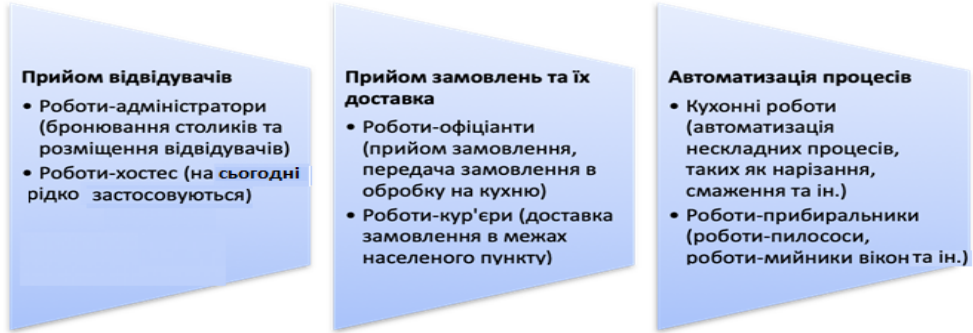 Прийом відвідувачів
• Роботи-адміністратори
(бронювання столиків та
розміщення відвідувачів)
• Роботи-хостес (на сьогодні
рідко застосовуються)
Прийом замовлень та їх
доставка
• Роботи-офіціанти
(прийом замовлення,
передача замовлення в
обробку на кухню)
• Роботи-кур'єри (доставка
замовлення в межах
населеного пункту)
Автоматизація процесів
• Кухонні роботи
(автоматизація
нескладних процесів,
таких як нарізання,
смаження та ін.)
• Роботи-прибиральники
(роботи-пилососи,
роботи-мийники вікон та ін.)